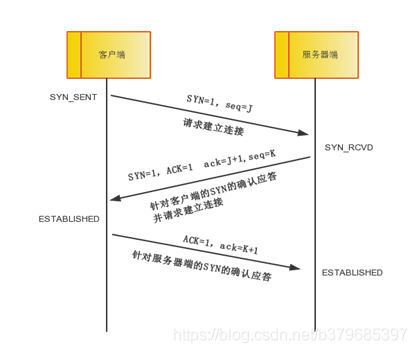 客户端
服务器端
SYN_SENT
SYN=1, seq=J
请求建立连接
SYN_RCVD
SYN=1, ACK=1 ack=J+1,seq=K
针对客户端的SYN的确认应答
并请求建立连接
ESTABLISHED
ACK=1, ack=K+1
针对服务器端的SYN的确认应答
ESTABLISHED
https://blog.csdn.net/b379685397